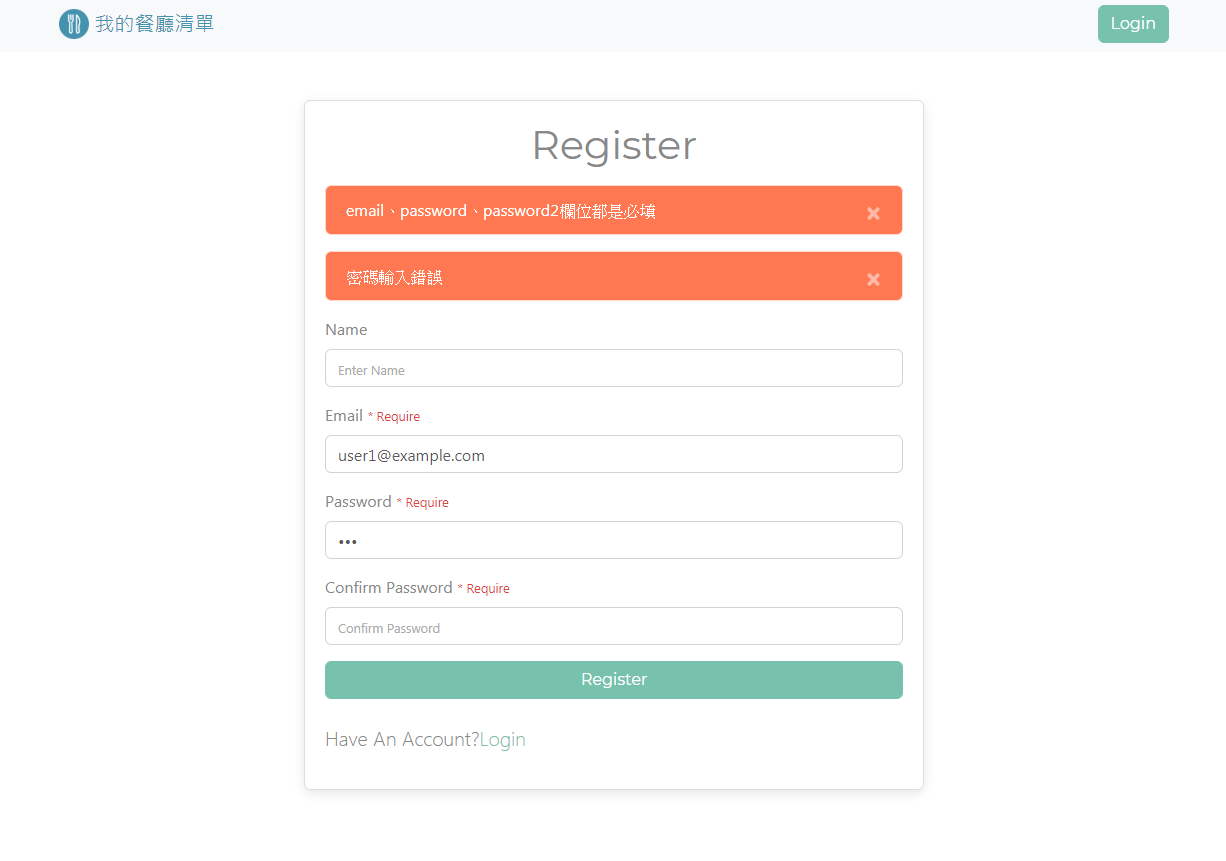 我的餐廳清單
Login
Register
email、password、password2欄位都是必填
×
密碼輸入錯誤
×
Name
Enter Name
Email * Require
user1@example.com
Password * Require
•••
Confirm Password * Require
Confirm Password
Register
Have An Account?Login